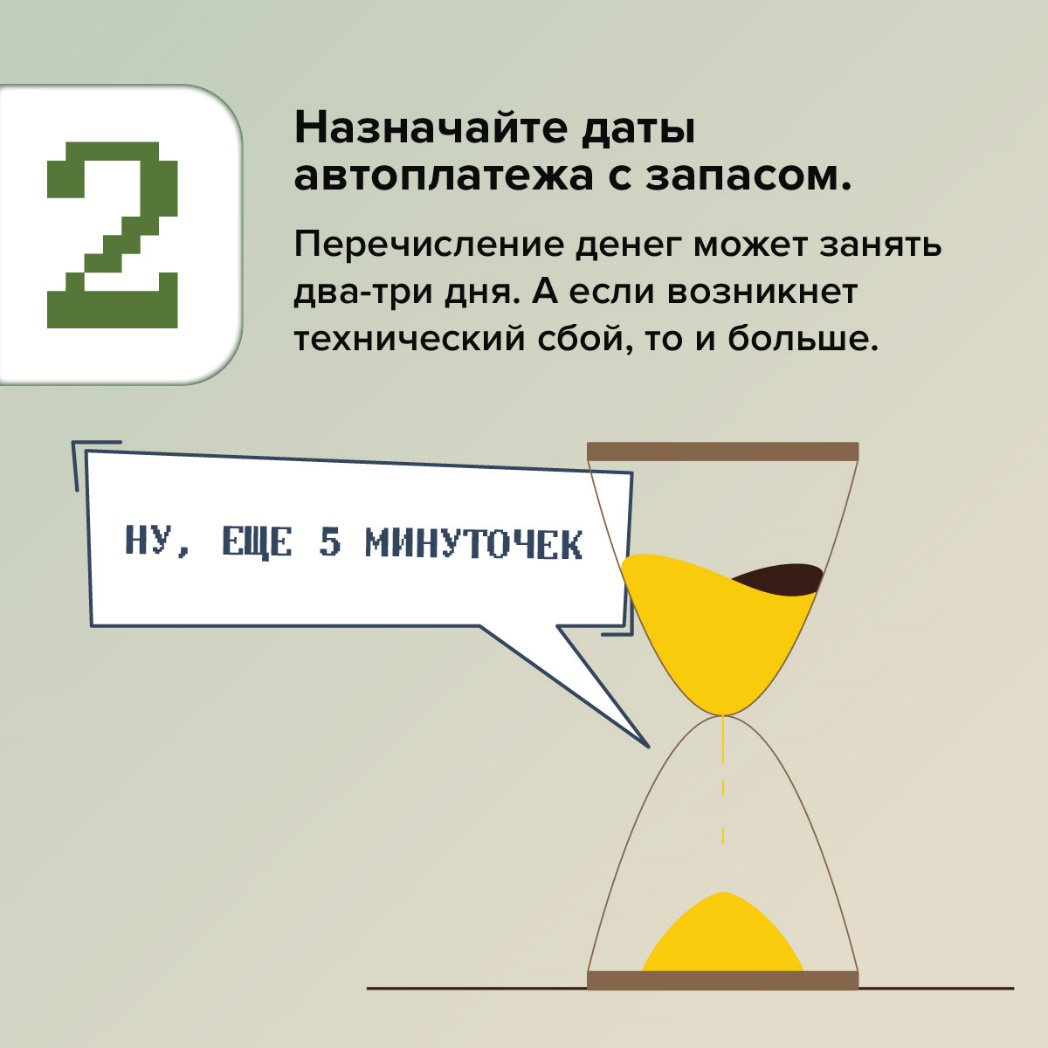 2
Назначайте даты
автоплатежа с запасом.
Перечисление денег может занять
два-три дня. А если возникнет
технический сбой, то и больше.
НУ, ЕЩЕ 5 МИНУТОЧЕК